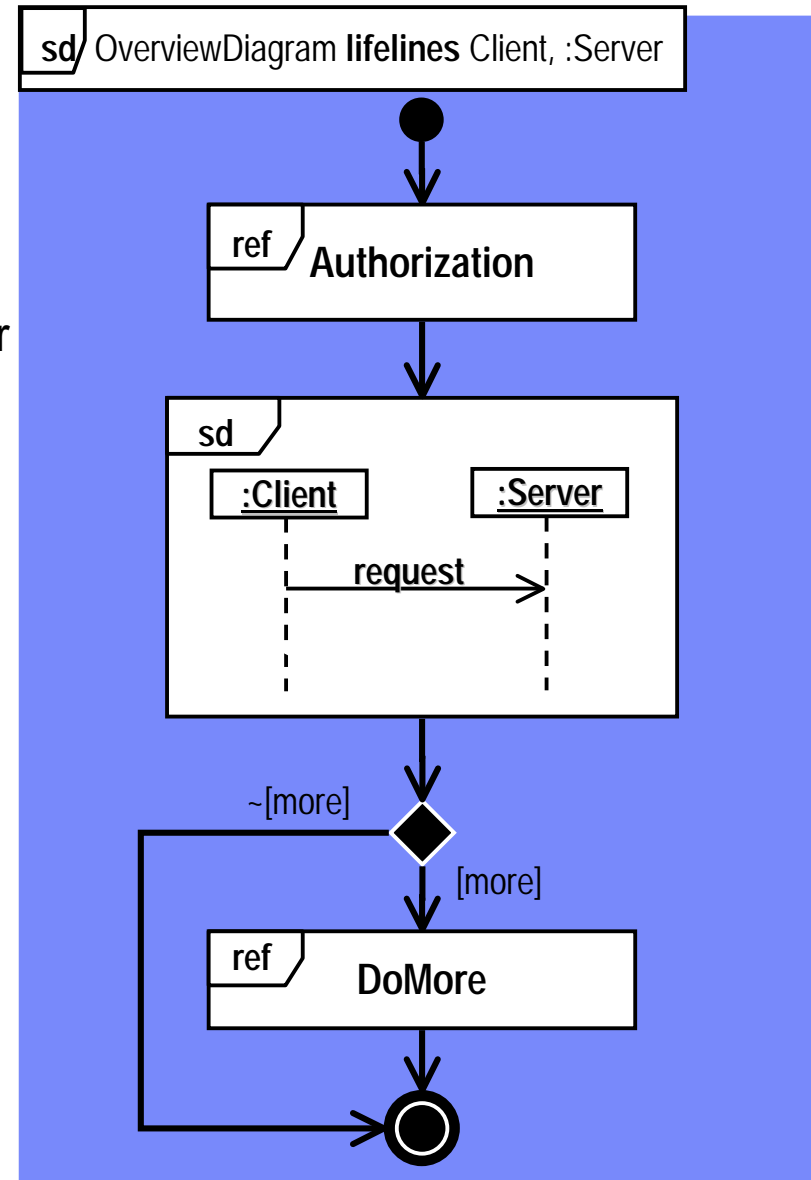 sd OverviewDiagram lifelines Client, :Server
ref
Authorization
r
sd
:Client :Server
request
~[more]
[more]
ref
DoMore